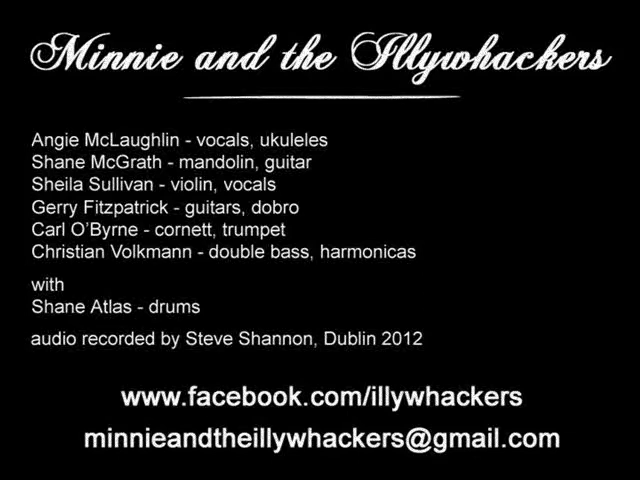 Minnie and the Illywhackers
Angie McLaughlin - vocals, ukuleles
Shane McGrath - mandolin, guitar
Sheila Sullivan - violin, vocals
Gerry Fitzpatrick - guitars, dobro
Carl O'Byrne - cornett, trumpet
Christian Volkmann - double bass, harmonicas
with
Shane Atlas - drums
audio recorded by Steve Shannon, Dublin 2012
www.facebook.com/illywhackers
minnieandtheillywhackers@gmail.com